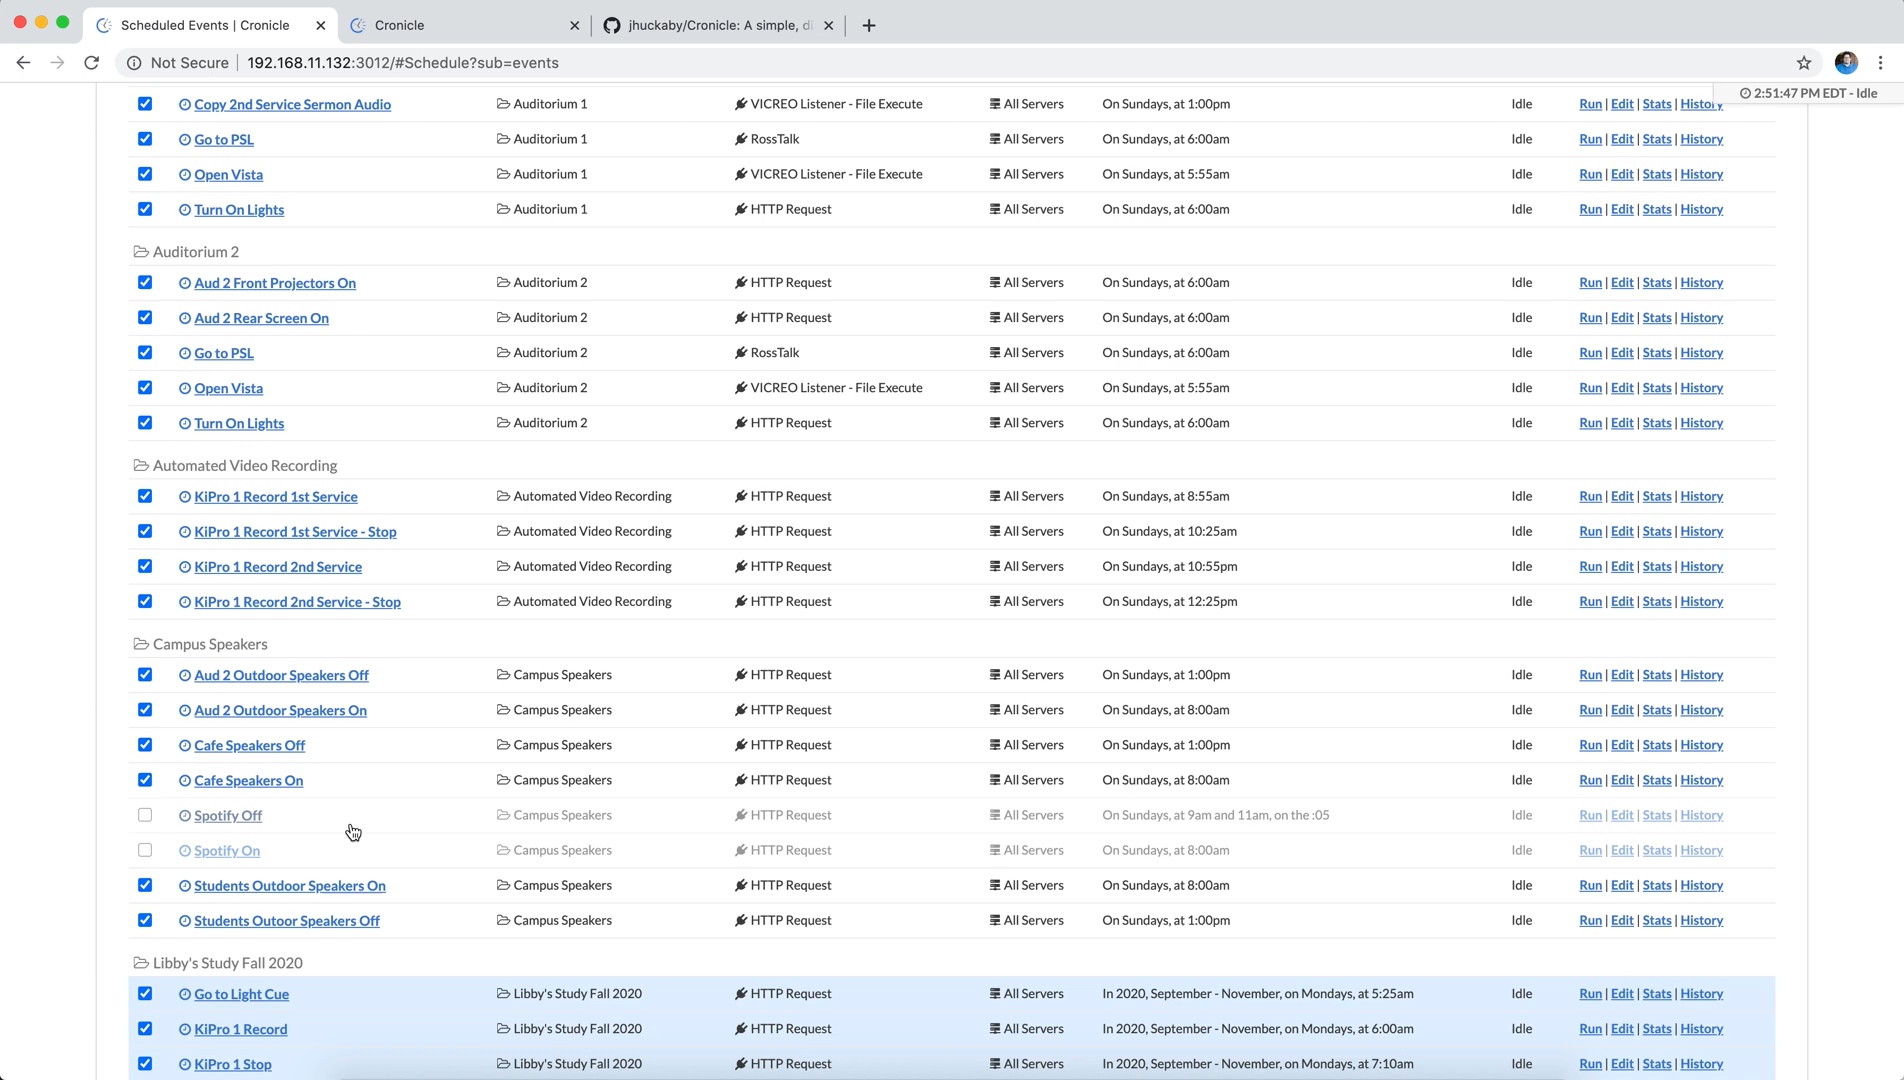 Scheduled Events | Cronicle
Cronicle
jhuckaby/Cronicle: A simple, di
Not Secure | 192.168.11.132:3012/#Schedule?sub=events
2:51:47 PM EDT - Idle
Copy 2nd Service Sermon Audio Auditorium 1 VICREO Listener - File Execute All Servers On Sundays, at 1:00pm Idle Run | Edit | Stats | History
Go to PSL Auditorium 1 RossTalk All Servers On Sundays, at 6:00am Idle Run | Edit | Stats | History
Open Vista Auditorium 1 VICREO Listener - File Execute All Servers On Sundays, at 5:55am Idle Run | Edit | Stats | History
Turn On Lights Auditorium 1 HTTP Request All Servers On Sundays, at 6:00am Idle Run | Edit | Stats | History
Auditorium 2
Aud 2 Front Projectors On Auditorium 2 HTTP Request All Servers On Sundays, at 6:00am Idle Run | Edit | Stats | History
Aud 2 Rear Screen On Auditorium 2 HTTP Request All Servers On Sundays, at 6:00am Idle Run | Edit | Stats | History
Go to PSL Auditorium 2 RossTalk All Servers On Sundays, at 6:00am Idle Run | Edit | Stats | History
Open Vista Auditorium 2 VICREO Listener - File Execute All Servers On Sundays, at 5:55am Idle Run | Edit | Stats | History
Turn On Lights Auditorium 2 HTTP Request All Servers On Sundays, at 6:00am Idle Run | Edit | Stats | History
Automated Video Recording
KiPro 1 Record 1st Service Automated Video Recording HTTP Request All Servers On Sundays, at 8:55am Idle Run | Edit | Stats | History
KiPro 1 Record 1st Service - Stop Automated Video Recording HTTP Request All Servers On Sundays, at 10:25am Idle Run | Edit | Stats | History
KiPro 1 Record 2nd Service Automated Video Recording HTTP Request All Servers On Sundays, at 10:55pm Idle Run | Edit | Stats | History
KiPro 1 Record 2nd Service - Stop Automated Video Recording HTTP Request All Servers On Sundays, at 12:25pm Idle Run | Edit | Stats | History
Campus Speakers
Aud 2 Outdoor Speakers Off Campus Speakers HTTP Request All Servers On Sundays, at 1:00pm Idle Run | Edit | Stats | History
Aud 2 Outdoor Speakers On Campus Speakers HTTP Request All Servers On Sundays, at 8:00am Idle Run | Edit | Stats | History
Cafe Speakers Off Campus Speakers HTTP Request All Servers On Sundays, at 1:00pm Idle Run | Edit | Stats | History
Cafe Speakers On Campus Speakers HTTP Request All Servers On Sundays, at 8:00am Idle Run | Edit | Stats | History
Spotify Off Campus Speakers HTTP Request All Servers On Sundays, at 9am and 11am, on the :05 Idle Run | Edit | Stats | History
Spotify On Campus Speakers HTTP Request All Servers On Sundays, at 8:00am Idle Run | Edit | Stats | History
Students Outdoor Speakers On Campus Speakers HTTP Request All Servers On Sundays, at 8:00am Idle Run | Edit | Stats | History
Students Outoor Speakers Off Campus Speakers HTTP Request All Servers On Sundays, at 1:00pm Idle Run | Edit | Stats | History
Libby's Study Fall 2020
Go to Light Cue Libby's Study Fall 2020 HTTP Request All Servers In 2020, September - November, on Mondays, at 5:25am Idle Run | Edit | Stats | History
KiPro 1 Record Libby's Study Fall 2020 HTTP Request All Servers In 2020, September - November, on Mondays, at 6:00am Idle Run | Edit | Stats | History
KiPro 1 Stop Libby's Study Fall 2020 HTTP Request All Servers In 2020, September - November, on Mondays, at 7:10am Idle Run | Edit | Stats | History